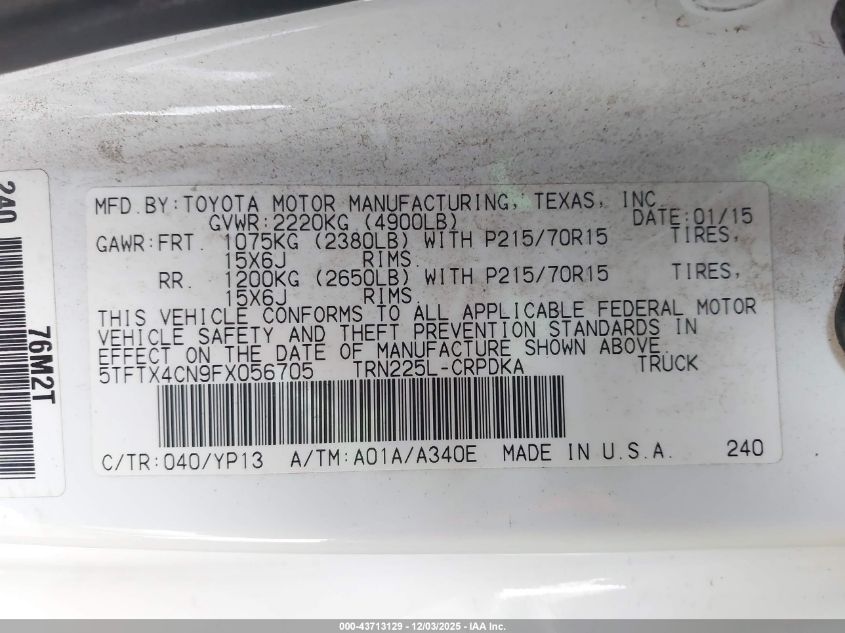 MFD.BY:TOYOTA MOTOR MANUFACTURING, TEXAS, INC.
GVWR:2220KG (4900LB) DATE:01/15
GAWR:FRT. 1075KG (2380LB) WITH P215/70R15 TIRES,
15X6J RIMS.
RR. 1200KG (2650LB) WITH P215/70R15 TIRES,
15X6J RIMS.
THIS VEHICLE CONFORMS TO ALL APPLICABLE FEDERAL MOTOR
VEHICLE SAFETY AND THEFT PREVENTION STANDARDS IN
EFFECT ON THE DATE OF MANUFACTURE SHOWN ABOVE.
5TFTX4CN9FX056705 TRN225L-CRPDKA TRUCK
C/TR:040/YP13 A/TM:A01A/A340E MADE IN U.S.A. 240
240
76M2T
000-43713129 - 12/03/2025 - IAA Inc.